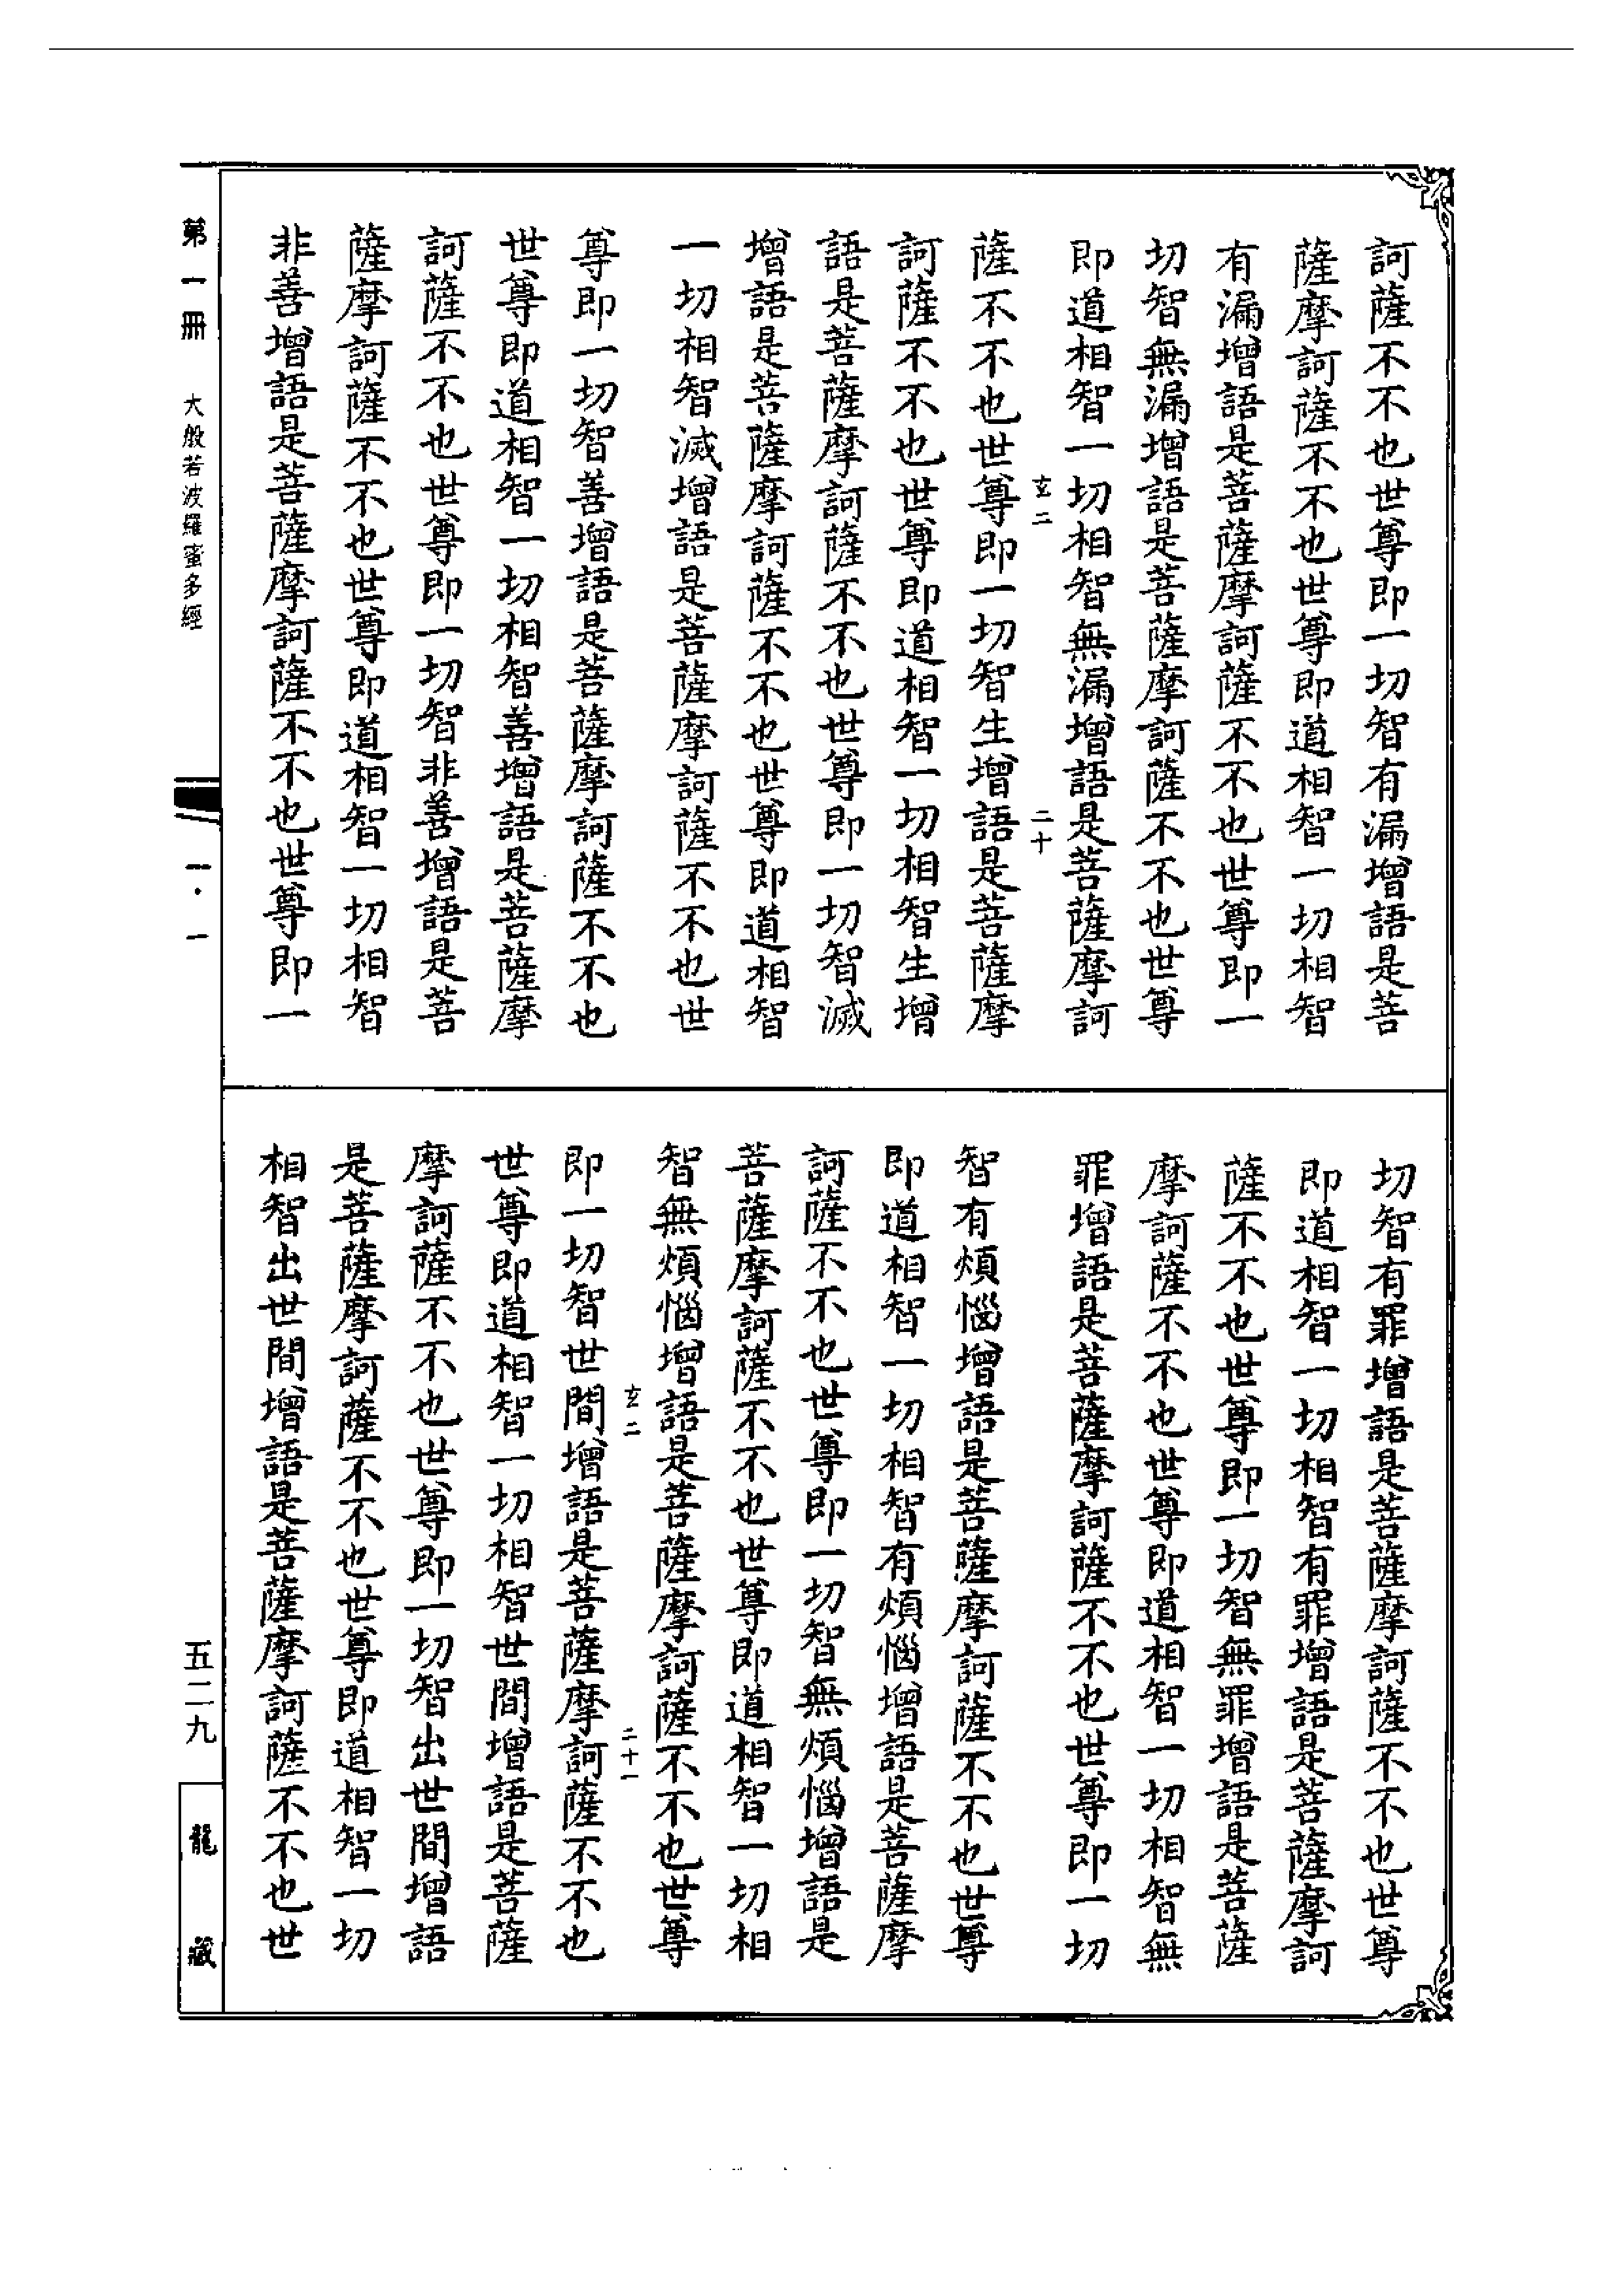 訶薩不不也世尊即一切智有漏增語是菩
薩摩訶薩不不也世尊即道相智一切相智
有漏增語是菩薩摩訶薩不不也世尊即一
切智無漏增語是菩薩摩訶薩不不也世尊
即道相智一切相智無漏增語是菩薩摩訶
玄二 二十
薩不不也世尊即一切智生增語是菩薩摩
訶薩不不也世尊即道相智一切相智生增
語是菩薩摩訶薩不不也世尊即一切智滅
增語是菩薩摩訶薩不不也世尊即道相智
一切相智滅增語是菩薩摩訶薩不不也世
尊即一切智善增語是菩薩摩訶薩不不也
世尊即道相智一切相智善增語是菩薩摩
訶薩不不也世尊即一切智非善增語是菩
薩摩訶薩不不也世尊即道相智一切相智
非善增語是菩薩摩訶薩不不也世尊即一
切智有罪增語是菩薩摩訶薩不不也世尊
即道相智一切相智有罪增語是菩薩摩訶
薩不不也世尊即一切智無罪增語是菩薩
摩訶薩不不也世尊即道相智一切相智無
罪增語是菩薩摩訶薩不不也世尊即一切
智有煩惱增語是菩薩摩訶薩不不也世尊
即道相智一切相智有煩惱增語是菩薩摩
訶薩不不也世尊即一切智無煩惱增語是
菩薩摩訶薩不不也世尊即道相智一切相
智無煩惱增語是菩薩摩訶薩不不也世尊
玄二 二十一
即一切智世間增語是菩薩摩訶薩不不也
世尊即道相智一切相智世間增語是菩薩
摩訶薩不不也世尊即一切智出世間增語
是菩薩摩訶薩不不也世尊即道相智一切
相智出世間增語是菩薩摩訶薩不不也世
第一冊 大般若波羅蜜多經 一·一 五二九 龍藏